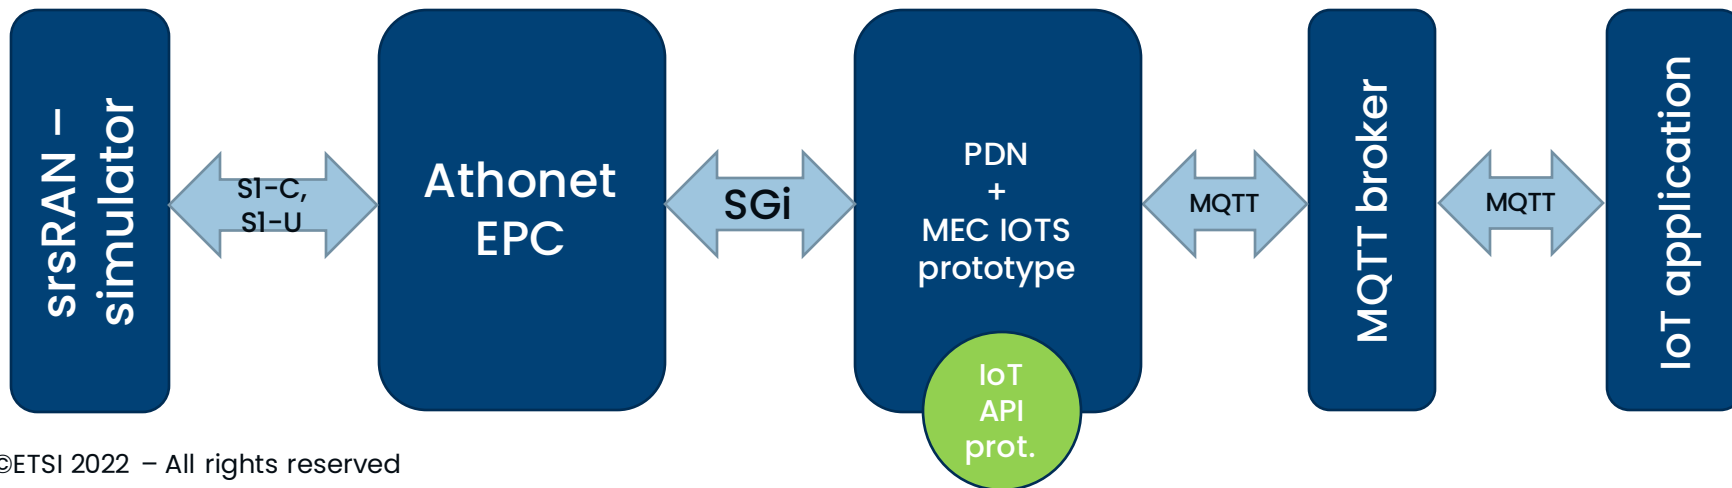 srsRAN –
simulator
S1-C,
S1-U
Athonet
EPC
SGi
PDN
+
MEC IOTS
prototype
IoT
API
prot.
MQTT
MQTT broker
MQTT
IoT application
©ETSI 2022 – All rights reserved